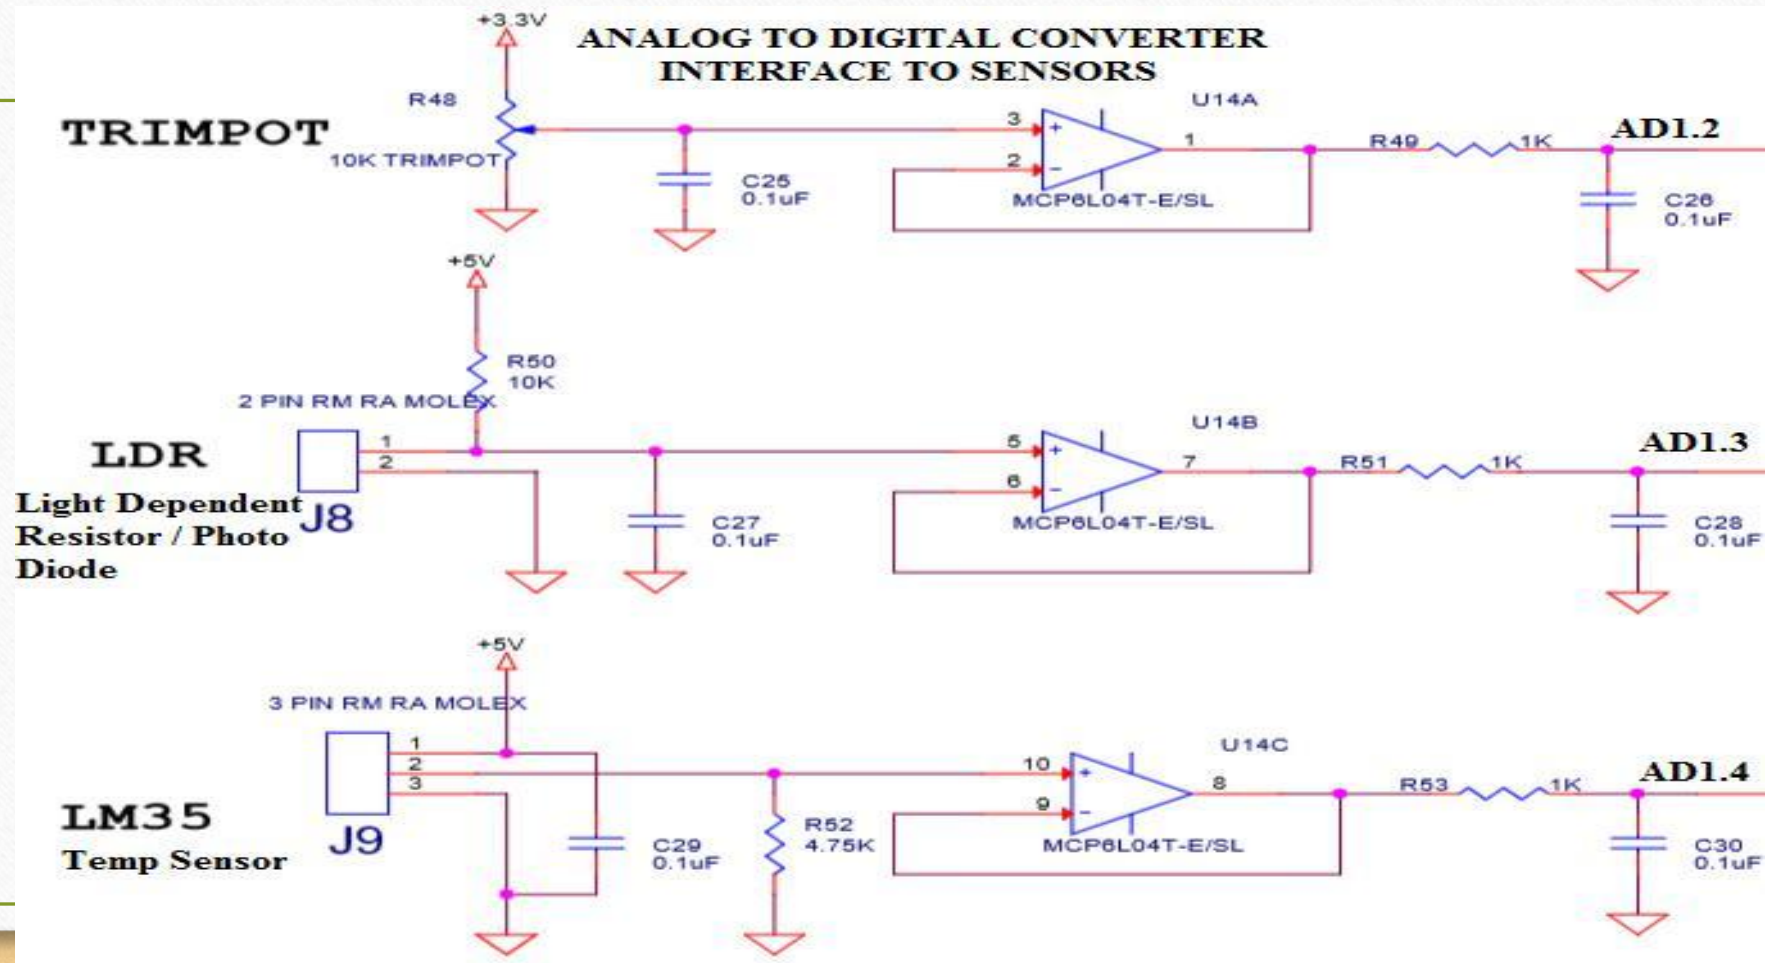 ANALOG TO DIGITAL CONVERTER
INTERFACE TO SENSORS
+3.3V
R48
TRIMPOT
10K TRIMPOT
C25
0.1uF
3
2
1
U14A
MCP6L04T-E/SL
R49
1K
AD1.2
C26
0.1uF
+5V
R50
10K
2 PIN RM RA MOLEX
LDR
1
2
Light Dependent
Resistor / Photo
Diode
J8
C27
0.1uF
5
6
7
U14B
MCP6L04T-E/SL
R51
1K
AD1.3
C28
0.1uF
+5V
3 PIN RM RA MOLEX
1
2
3
LM35
J9
Temp Sensor
C29
0.1uF
R52
4.75K
10
9
8
U14C
MCP6L04T-E/SL
R53
1K
AD1.4
C30
0.1uF